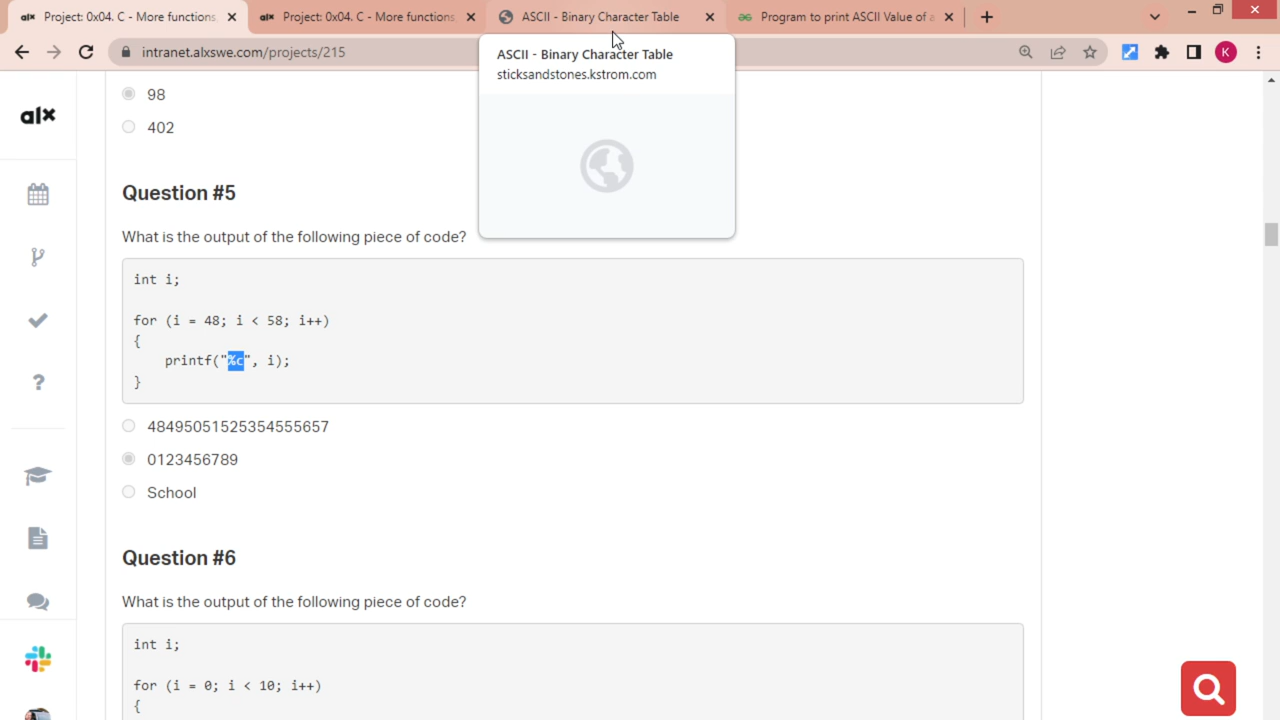 Project: 0x04. C - More functions,
Project: 0x04. C - More functions
ASCII - Binary Character Table
Program to print ASCII Value of a
intranet.alxswe.com/projects/215
K
ASCII - Binary Character Table
sticksandstones.kstrom.com
alx
98
402
Question #5
What is the output of the following piece of code?
int i;
for (i = 48; i < 58; i++)
{
printf("%c", i);
}
48495051525354555657
0123456789
School
Question #6
What is the output of the following piece of code?
int i;
for (i = 0; i < 10; i++)
{